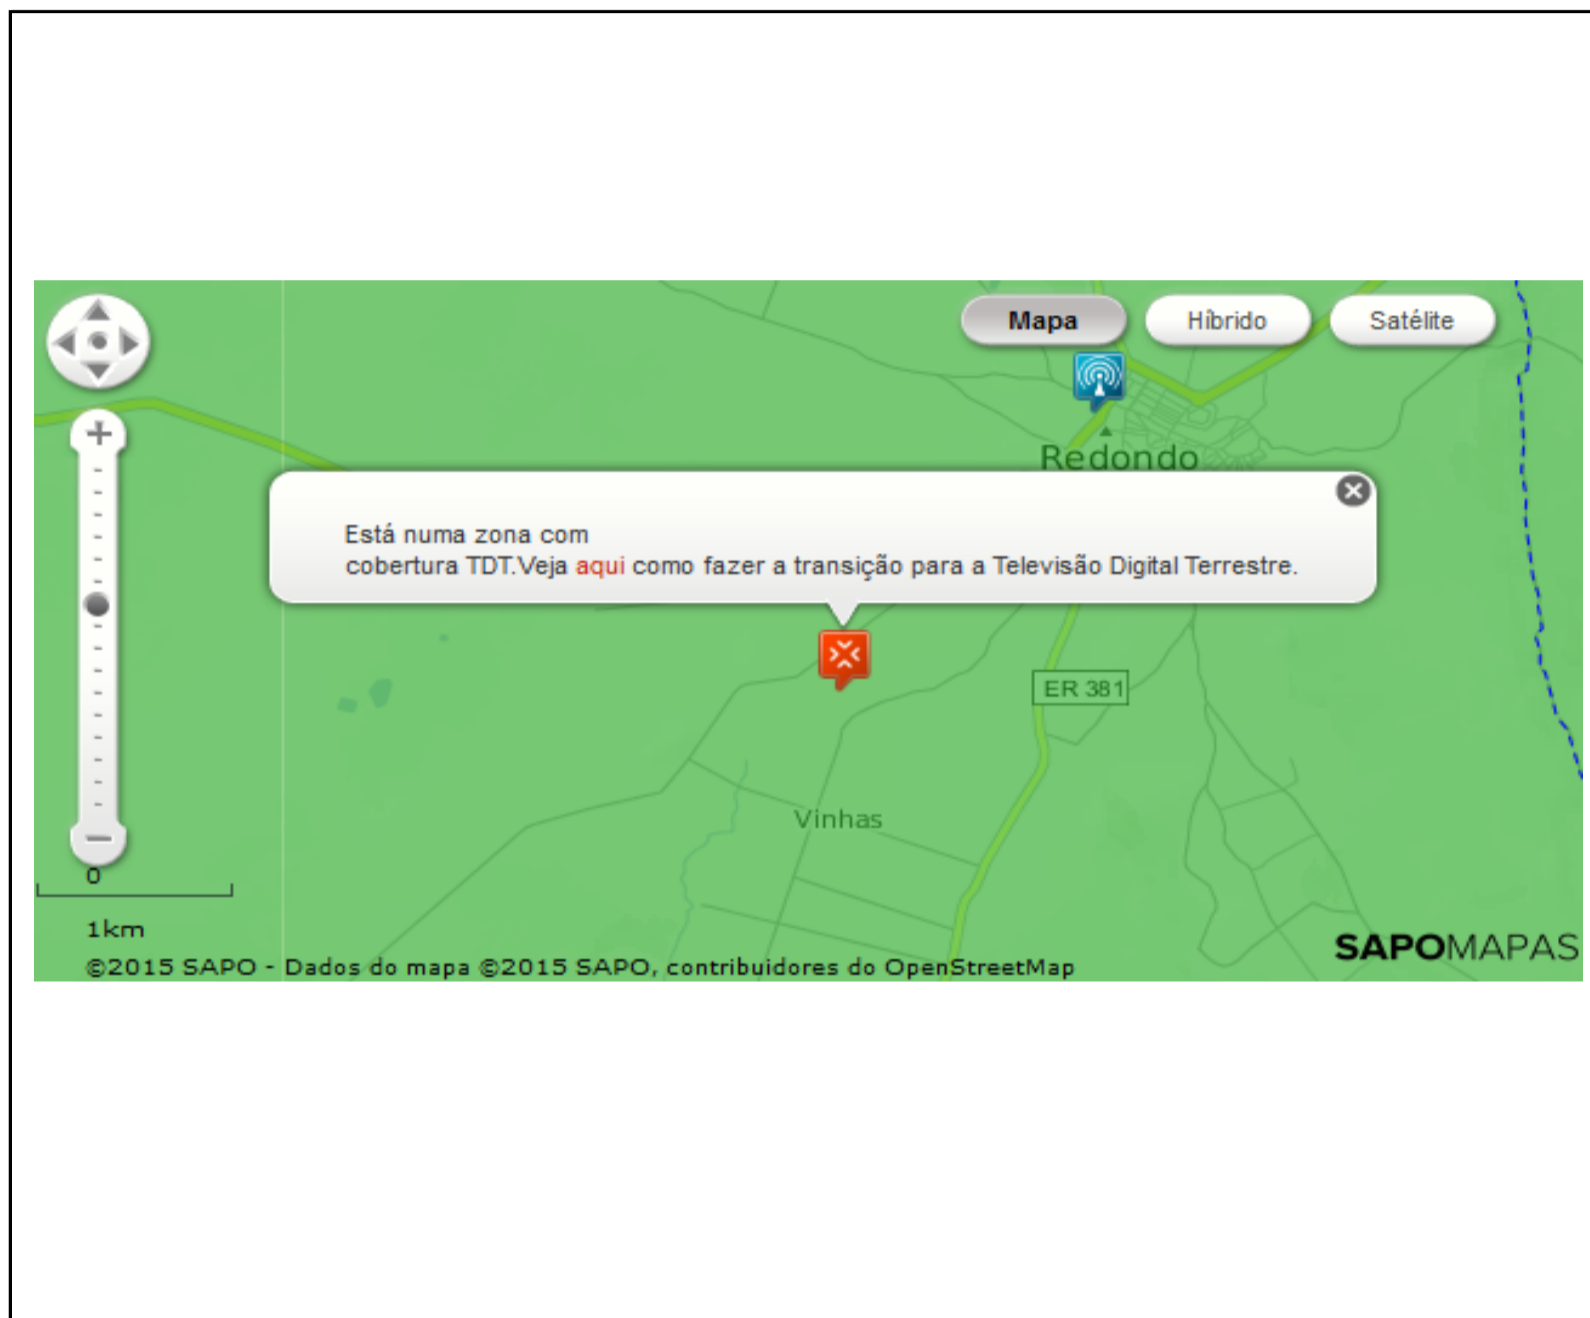 Mapa
Híbrido
Satélite
Redondo
Está numa zona com
cobertura TDT.Veja aqui como fazer a transição para a Televisão Digital Terrestre.
ER 381
Vinhas
0
1km
SAPOMAPAS
©2015 SAPO - Dados do mapa ©2015 SAPO, contribuidores do OpenStreetMap